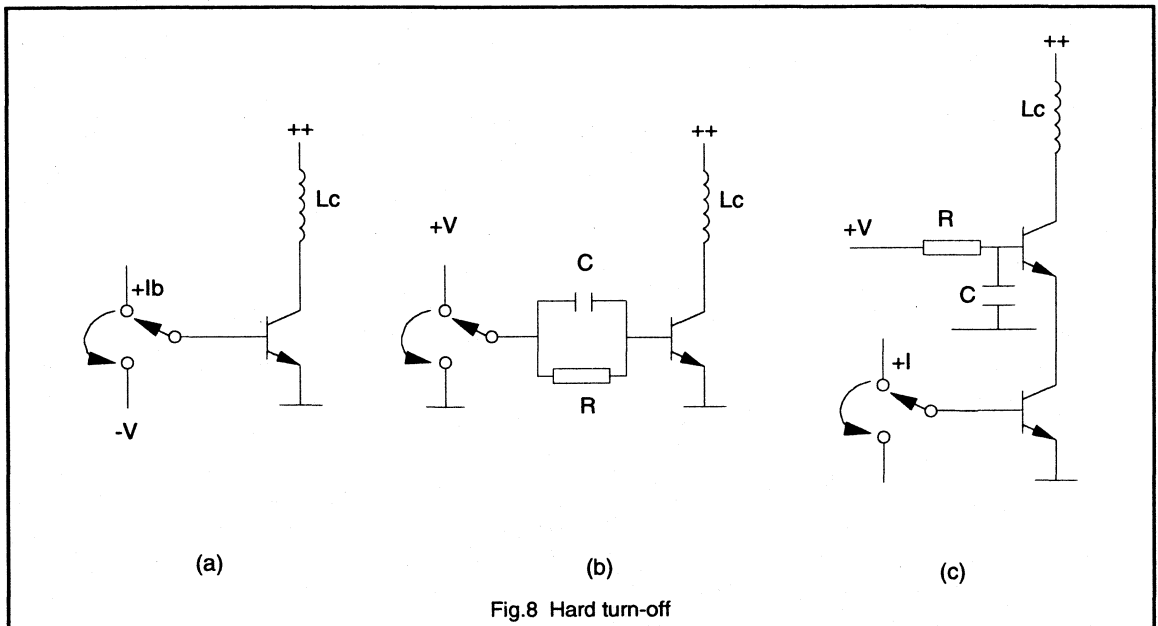 ++
Lc
+Ib
-V
(a)
++
Lc
+V
C
R
(b)
++
Lc
+V
R
C
+I
(c)
Fig.8 Hard turn-off